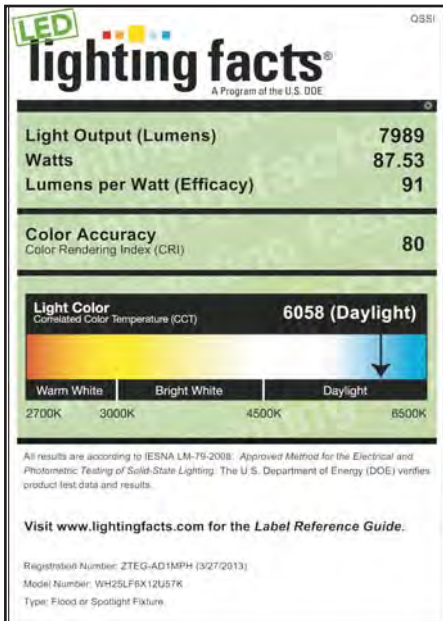 QSSI
LED
lighting facts®
A Program of the U.S. DOE
Light Output (Lumens) 7989
Watts 87.53
Lumens per Watt (Efficacy) 91
Color Accuracy 80
Color Rendering Index (CRI)
Light Color 6058 (Daylight)
Correlated Color Temperature (CCT)
Warm White Bright White Daylight
2700K 3000K 4500K 6500K
All results are according to IESNA LM-79-2008: Approved Method for the Electrical and
Photometric Testing of Solid-State Lighting. The U.S. Department of Energy (DOE) verifies
product test data and results.
Visit www.lightingfacts.com for the Label Reference Guide.
Registration Number: ZTEG-AD1MPH (3/27/2013)
Model Number: WH25LF6X12U57K
Type: Flood or Spotlight Fixture